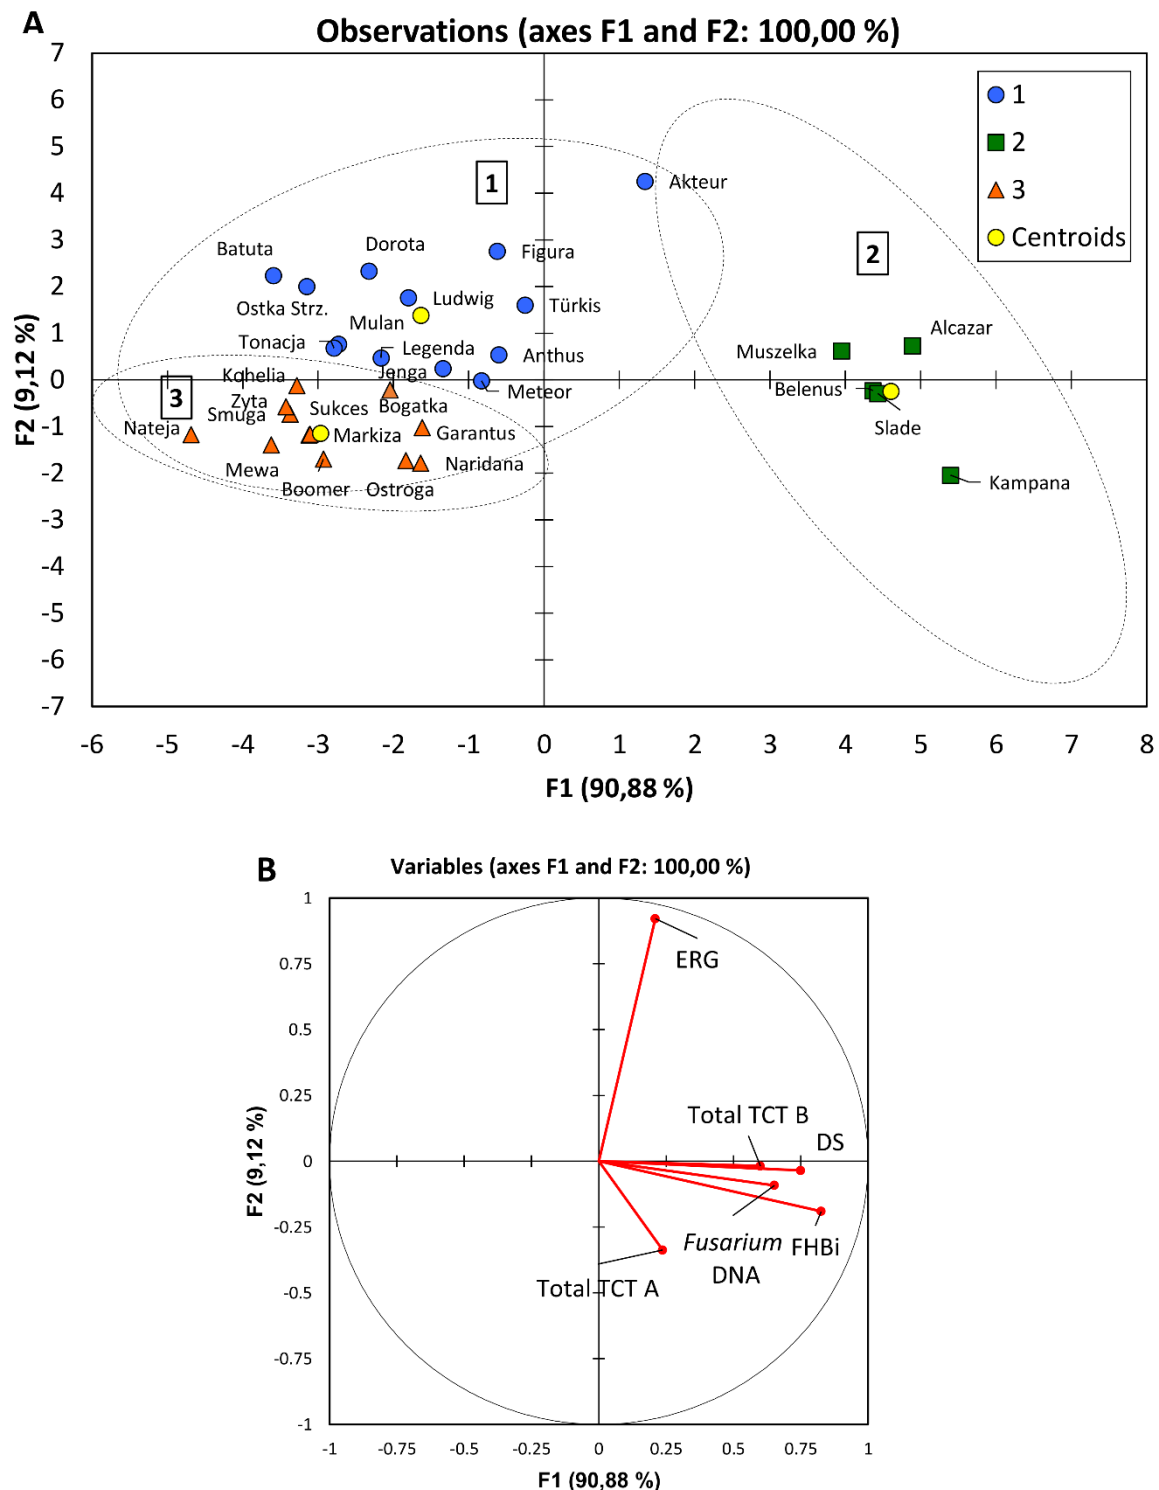 A
Observations (axes F1 and F2: 100,00 %)
7
6
5
4
3
2
1
0
-1
-2
-3
-4
-5
-6
-7
F2 (9,12 %)
1
2
3
Centroids
1
2
3
Akteur
Batuta
Dorota
Figura
Ostka Strz.
Ludwig
Türkis
Mulan
Tonacja
Legenda
Anthus
Jenga
Meteor
Muszelka
Alcazar
Belenus
Slade
Kampana
Kohelia
Zyta
Smuga
Sukces
Bogatka
Nateja
Markiza
Garantus
Mewa
Boomer
Ostroga
Naridana
-6 -5 -4 -3 -2 -1 0 1 2 3 4 5 6 7 8
F1 (90,88 %)
B
Variables (axes F1 and F2: 100,00 %)
1
0.75
0.5
0.25
0
-0.25
-0.5
-0.75
-1
F2 (9,12 %)
ERG
Total TCT B
DS
Fusarium
DNA
FHBi
Total TCT A
-1 -0.75 -0.5 -0.25 0 0.25 0.5 0.75 1
F1 (90,88 %)